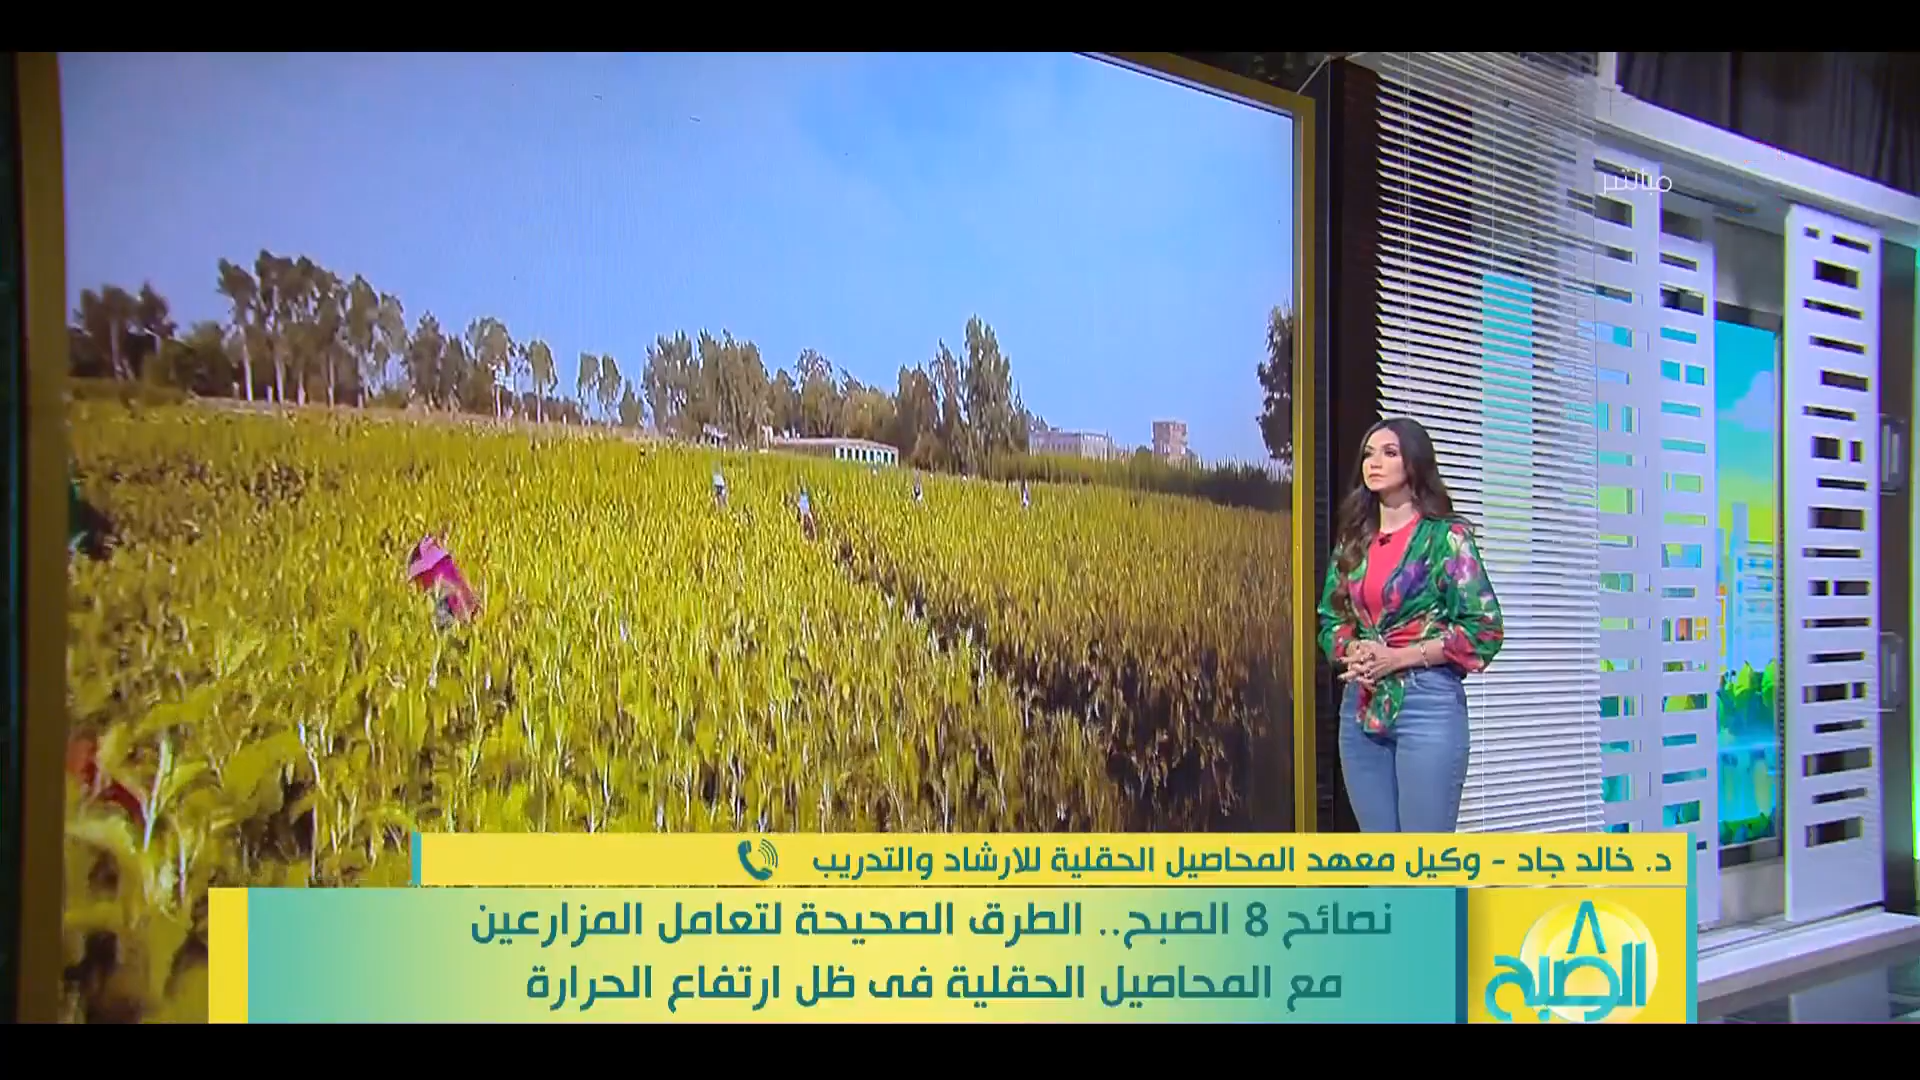 مباشر
د. خالد جاد - وكيل معهد المحاصيل الحقلية للارشاد والتدريب
نصائح 8 الصبح.. الطرق الصحيحة لتعامل المزارعين
مع المحاصيل الحقلية فى ظل ارتفاع الحرارة
٨ الصبح